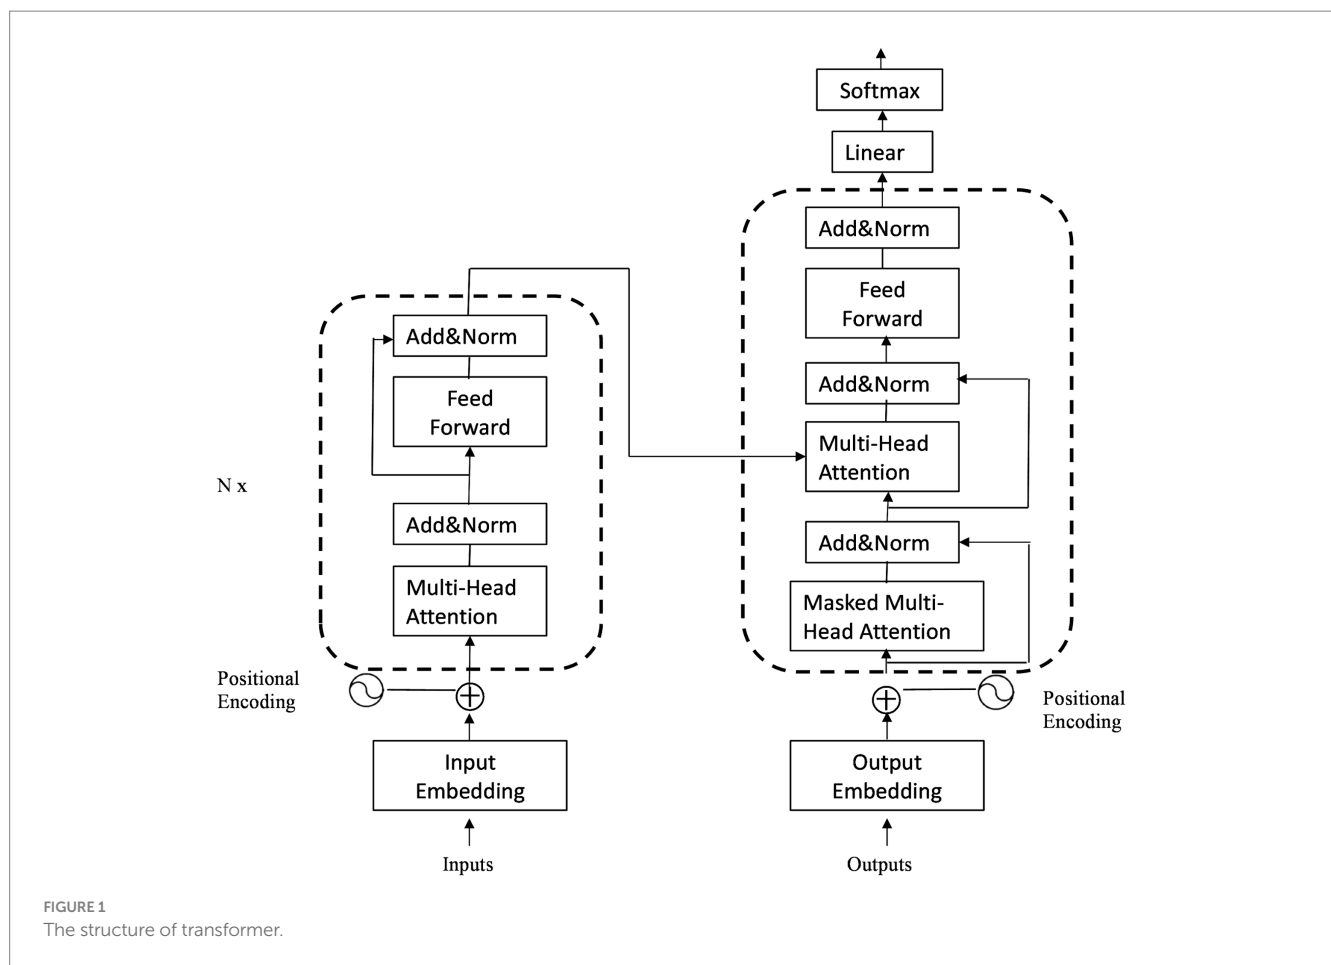 Softmax
Linear
Add&Norm
Feed
Forward
Add&Norm
Multi-Head
Attention
Add&Norm
Masked Multi-
Head Attention
Positional
Encoding
Output
Embedding
Outputs
Add&Norm
Feed
Forward
N x
Add&Norm
Multi-Head
Attention
Positional
Encoding
Input
Embedding
Inputs
FIGURE 1
The structure of transformer.